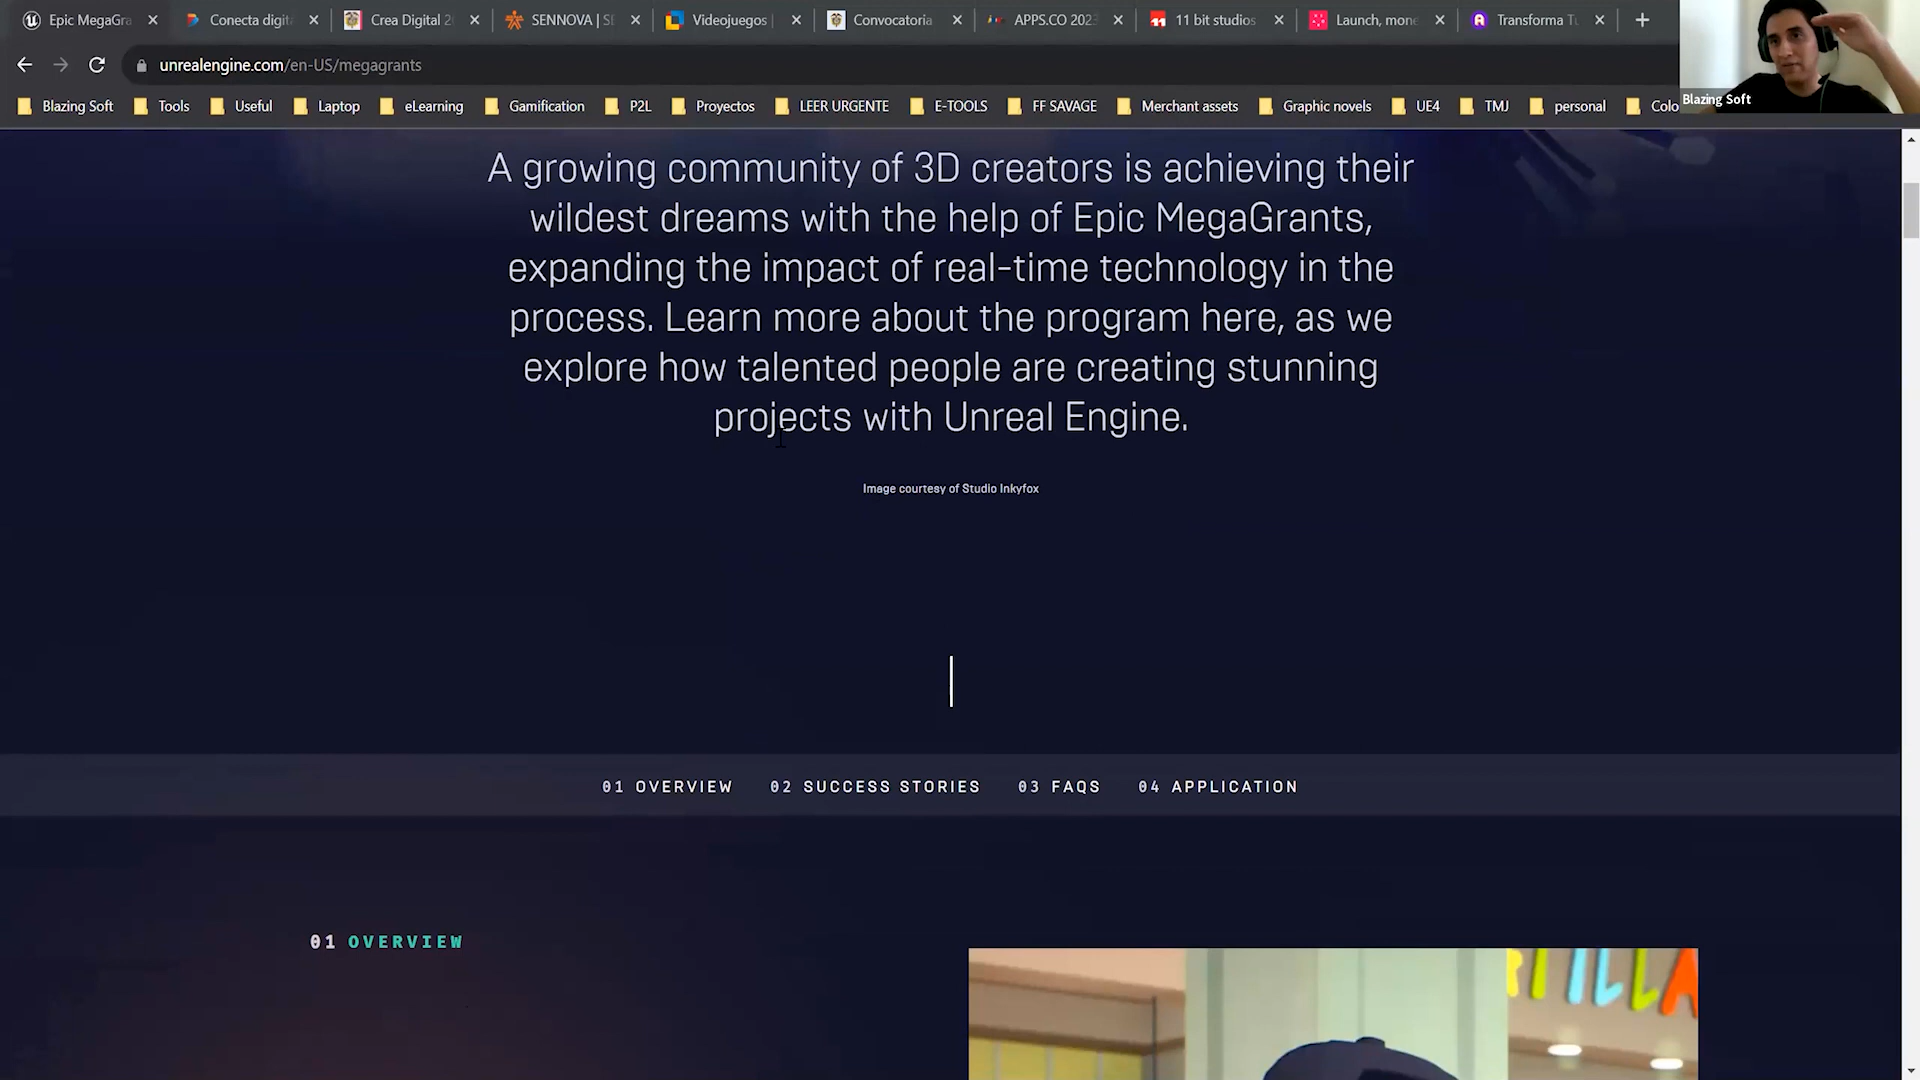 Epic MegaGra
Conecta digita
Crea Digital 2
SENNOVA | S
Videojuegos |
Convocatoria
APPS.CO 2023
11 bit studios
Launch, mone
Transforma T
unrealengine.com/en-US/megagrants
Blazing Soft
Tools
Useful
Laptop
eLearning
Gamification
P2L
Proyectos
LEER URGENTE
E-TOOLS
FF SAVAGE
Merchant assets
Graphic novels
UE4
TMJ
personal
Colo
Blazing Soft
A growing community of 3D creators is achieving their
wildest dreams with the help of Epic MegaGrants,
expanding the impact of real-time technology in the
process. Learn more about the program here, as we
explore how talented people are creating stunning
projects with Unreal Engine.
Image courtesy of Studio Inkyfox
01 OVERVIEW
02 SUCCESS STORIES
03 FAQS
04 APPLICATION
01 OVERVIEW
TILLA